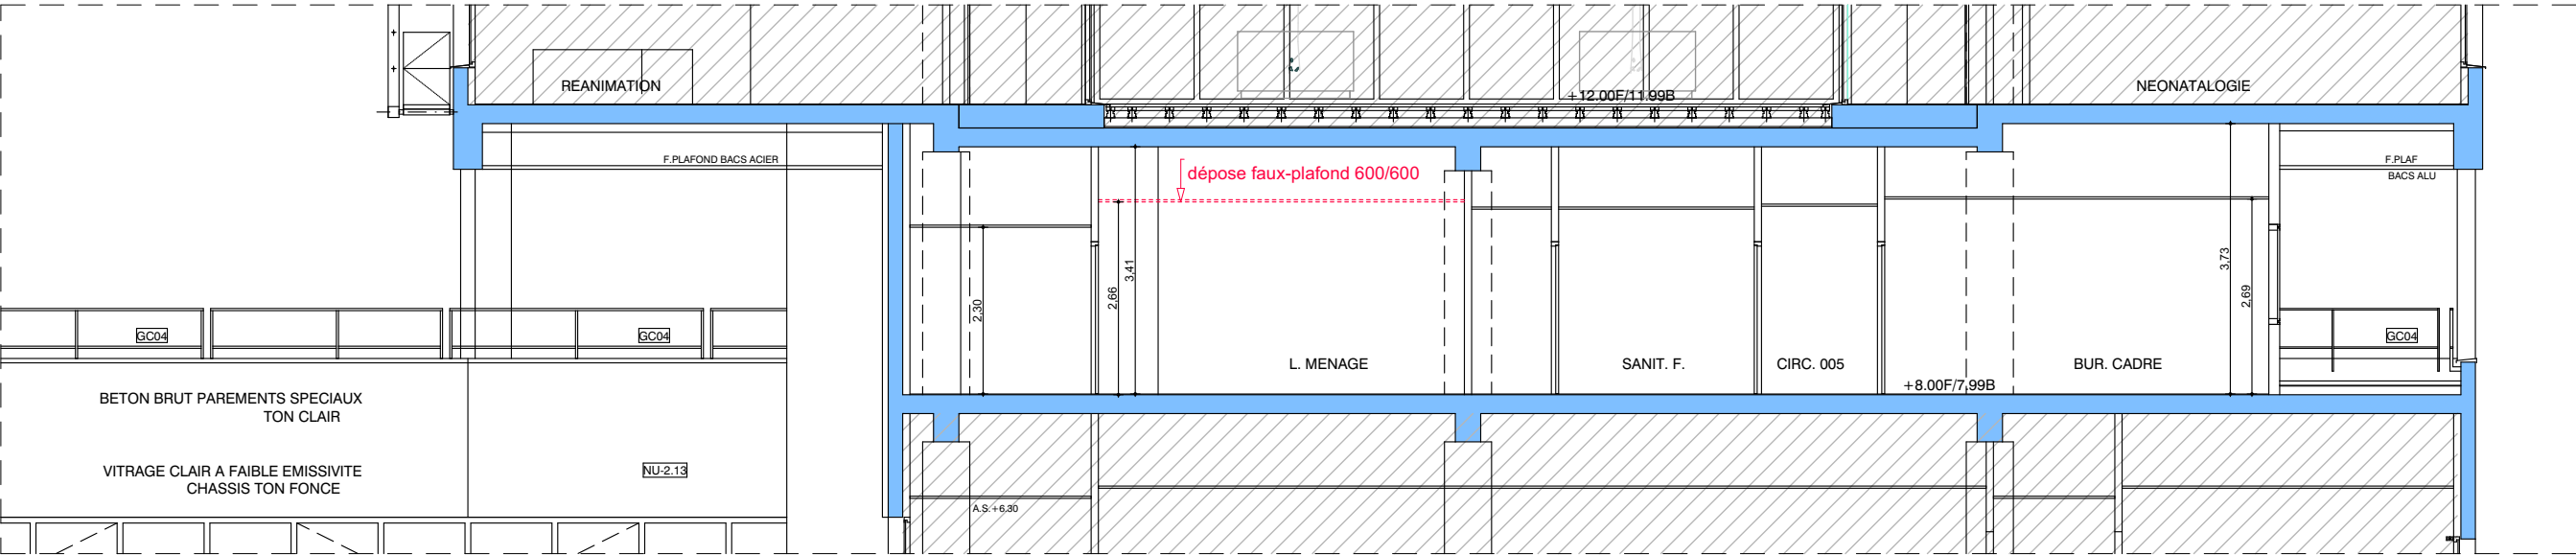 REANIMATION
+12.00F/11.99B
NEONATALOGIE
F.PLAFOND BACS ACIER
dépose faux-plafond 600/600
F.PLAF
BACS ALU
2,30
2,66
3,41
3,73
2,69
GC04
GC04
GC04
L. MENAGE
SANIT. F.
CIRC. 005
BUR. CADRE
+8.00F/7,99B
BETON BRUT PAREMENTS SPECIAUX
TON CLAIR
VITRAGE CLAIR A FAIBLE EMISSIVITE
CHASSIS TON FONCE
NU-2.13
A.S.+6.30